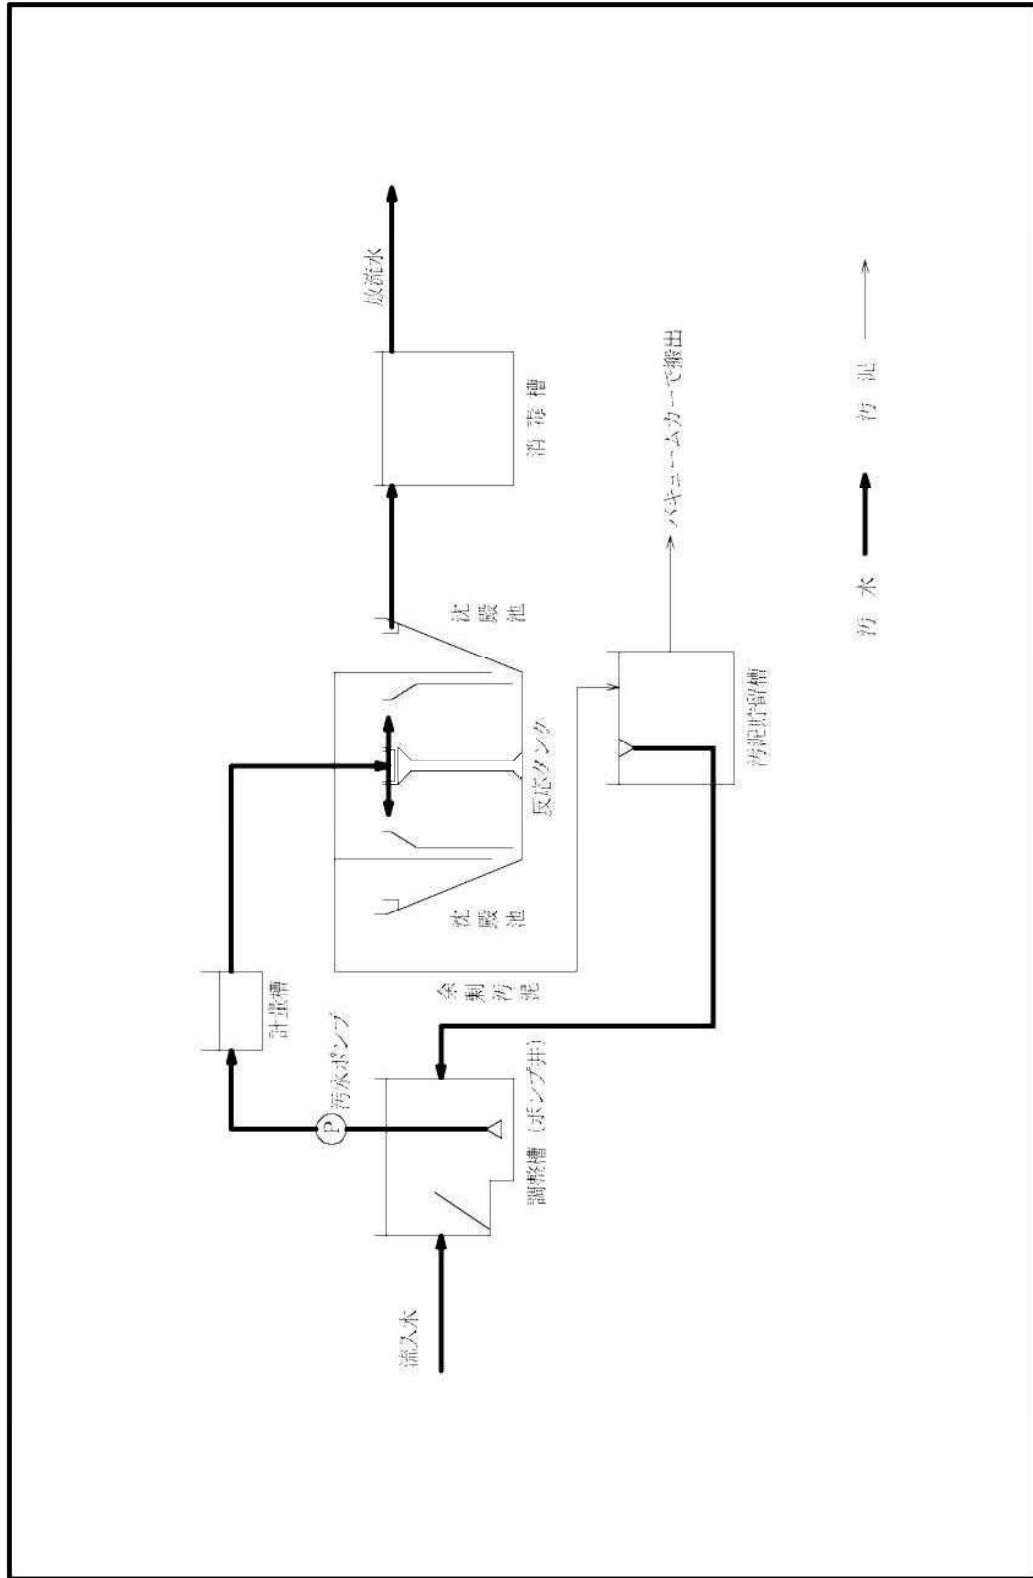 流入水
調整槽（ポンプ井）
P
汚水ポンプ
計量槽
沈殿池
反応タンク
沈殿池
消毒槽
放流水
余剰汚泥
汚泥貯留槽
バキュームカーで搬出
汚水
汚泥